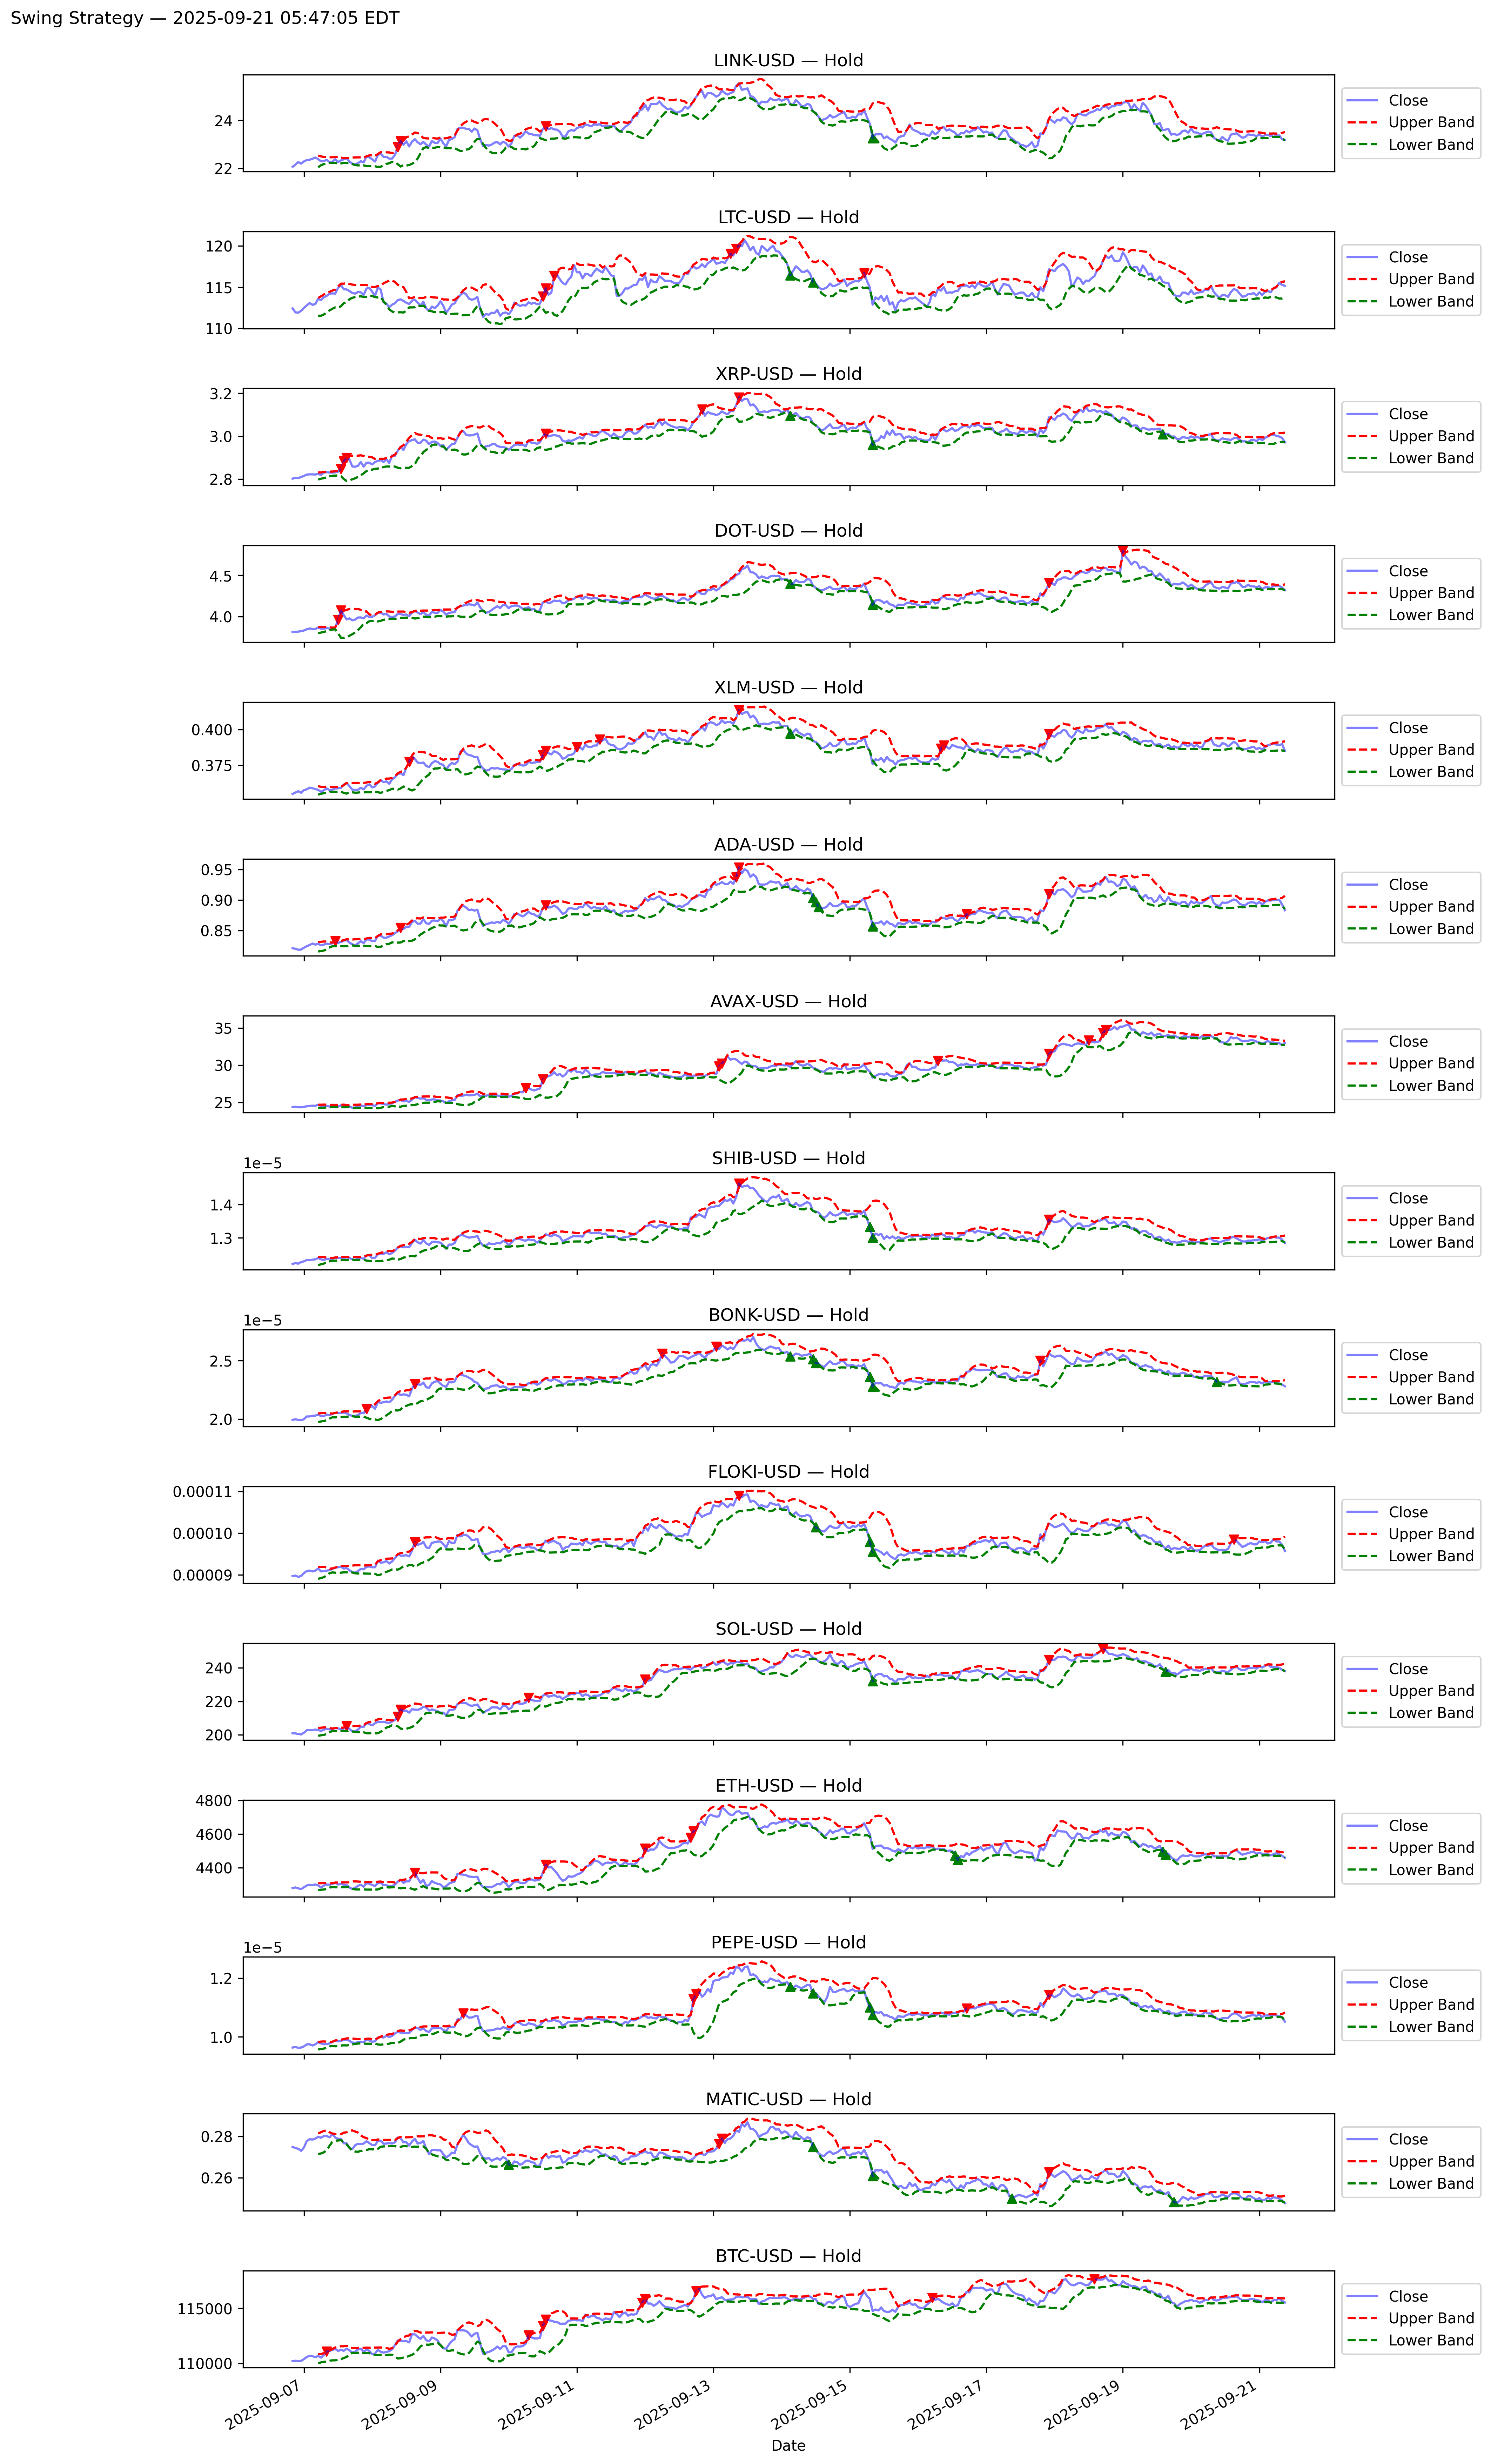 Swing Strategy — 2025-09-21 05:47:05 EDT
LINK-USD — Hold
24
22
Close
Upper Band
Lower Band
LTC-USD — Hold
120
115
110
Close
Upper Band
Lower Band
XRP-USD — Hold
3.2
3.0
2.8
Close
Upper Band
Lower Band
DOT-USD — Hold
4.5
4.0
Close
Upper Band
Lower Band
XLM-USD — Hold
0.400
0.375
Close
Upper Band
Lower Band
ADA-USD — Hold
0.95
0.90
0.85
Close
Upper Band
Lower Band
AVAX-USD — Hold
35
30
25
Close
Upper Band
Lower Band
SHIB-USD — Hold
1e−5
1.4
1.3
Close
Upper Band
Lower Band
BONK-USD — Hold
1e−5
2.5
2.0
Close
Upper Band
Lower Band
FLOKI-USD — Hold
0.00011
0.00010
0.00009
Close
Upper Band
Lower Band
SOL-USD — Hold
240
220
200
Close
Upper Band
Lower Band
ETH-USD — Hold
4800
4600
4400
Close
Upper Band
Lower Band
PEPE-USD — Hold
1e−5
1.2
1.0
Close
Upper Band
Lower Band
MATIC-USD — Hold
0.28
0.26
Close
Upper Band
Lower Band
BTC-USD — Hold
115000
110000
Close
Upper Band
Lower Band
2025-09-07
2025-09-09
2025-09-11
2025-09-13
2025-09-15
2025-09-17
2025-09-19
2025-09-21
Date